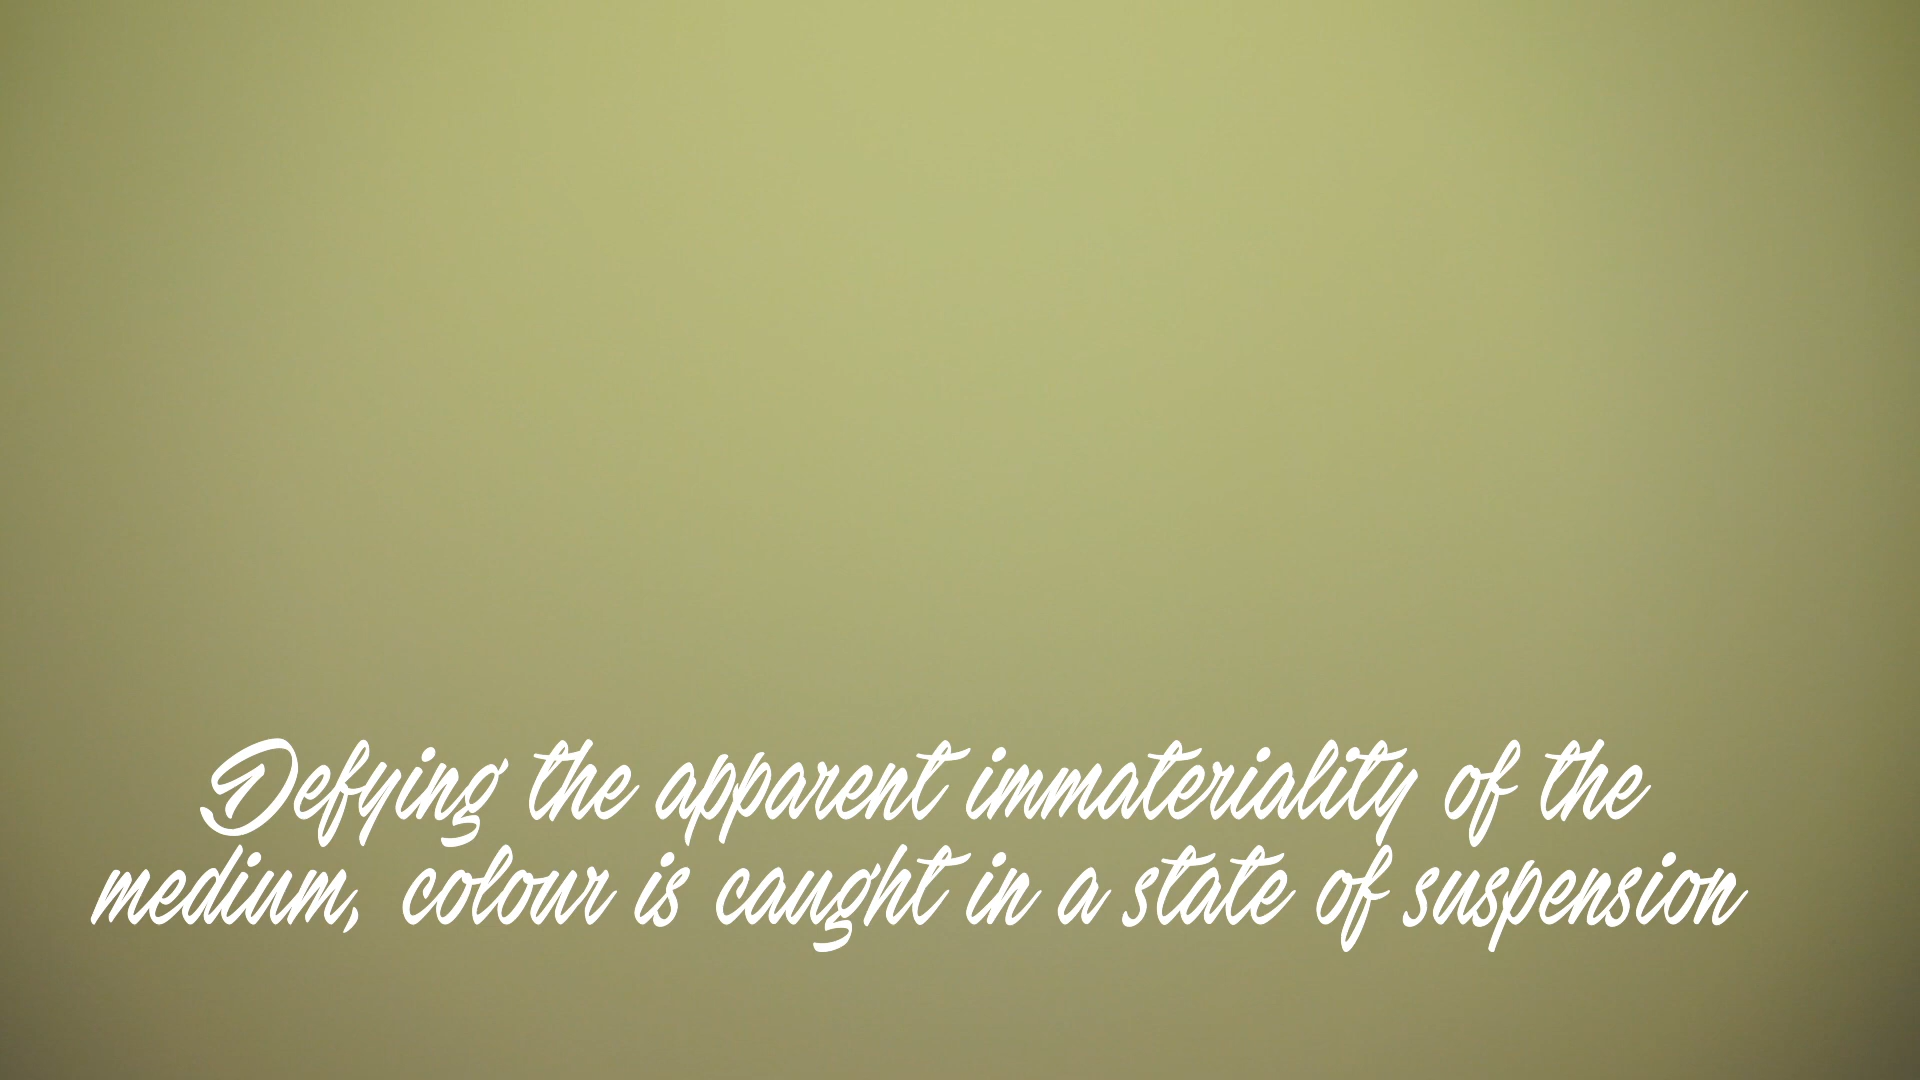 Defying the apparent immateriality of the
medium, colour is caught in a state of suspension